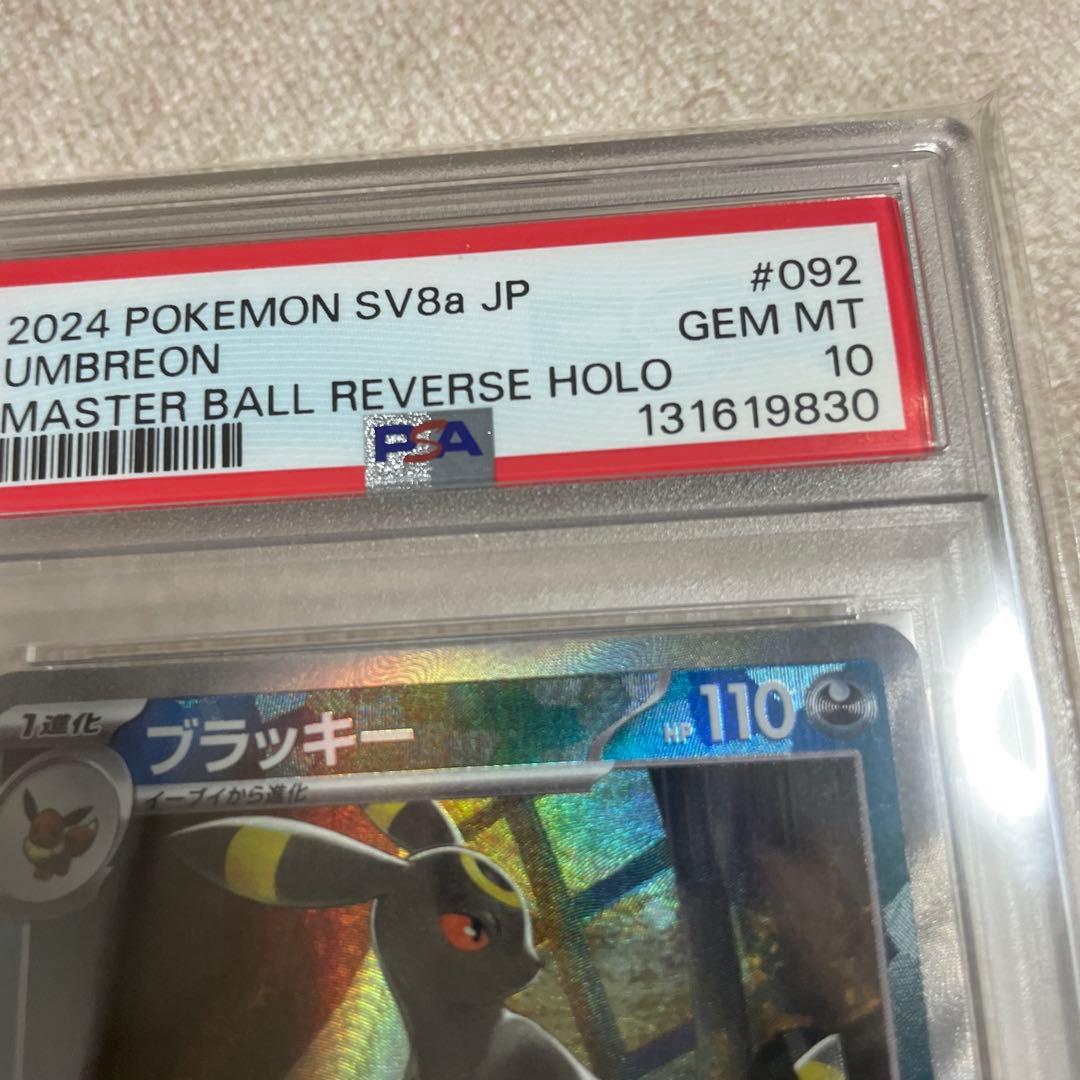 2024 POKEMON SV8a JP #092
UMBREON GEM MT
MASTER BALL REVERSE HOLO 10
PSA 131619830
1進化 ブラッキー HP 110
イーブイから進化